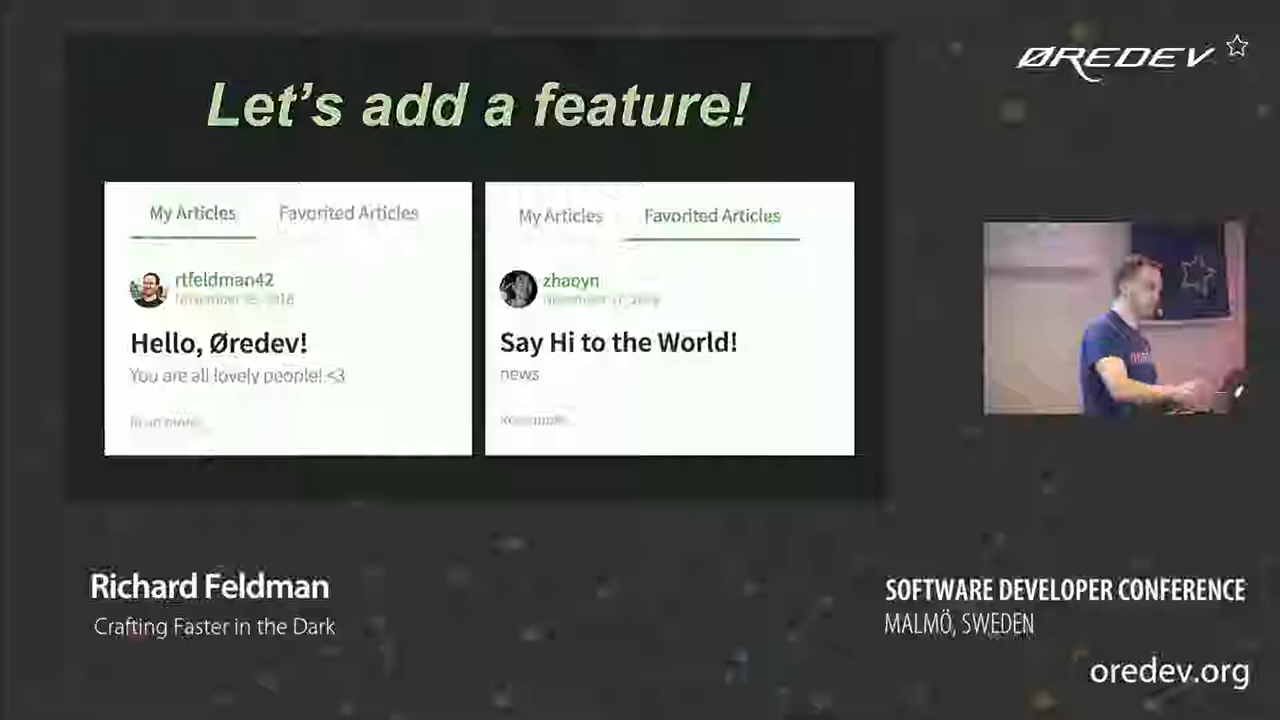 ØREDEV
Let's add a feature!
My Articles Favorited Articles
rtfeldman42
Hello, Øredev!
You are all lovely people! <3
My Articles Favorited Articles
zhaoyn
Say Hi to the World!
news
Richard Feldman
Crafting Faster in the Dark
SOFTWARE DEVELOPER CONFERENCE
MALMÖ, SWEDEN
oredev.org